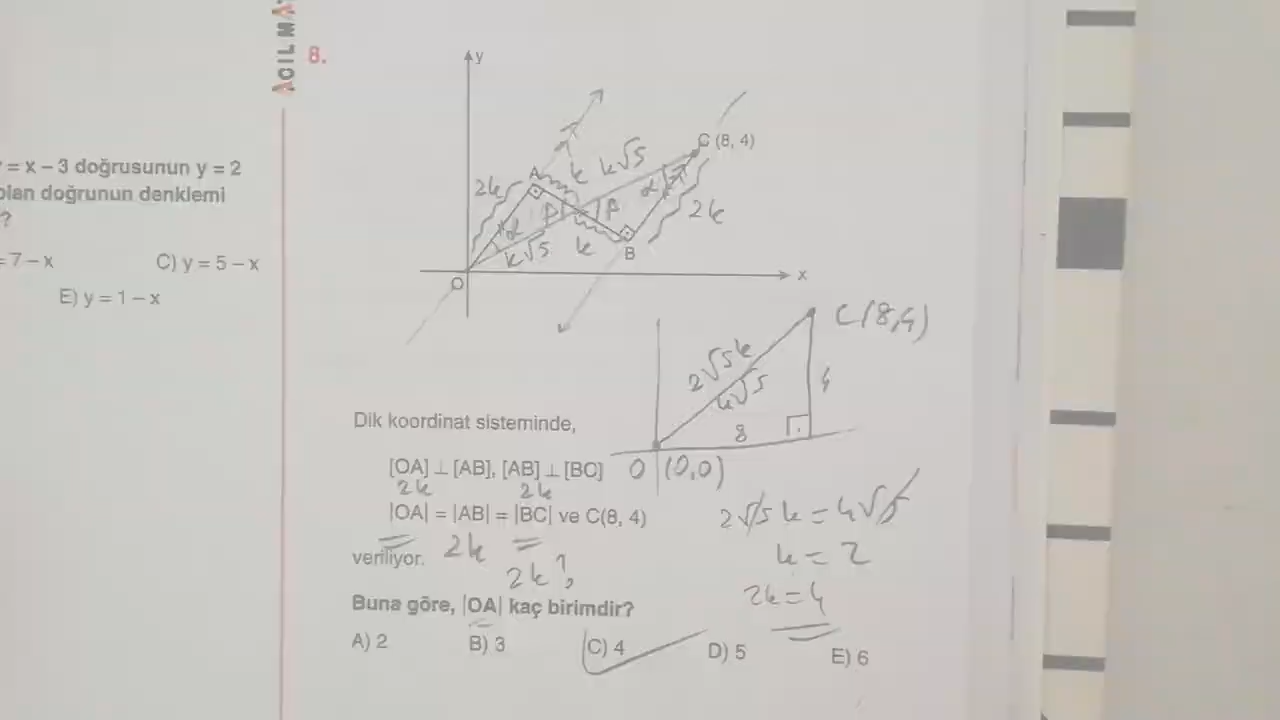 ACIL MA
8.
= x – 3 doğrusunun y = 2
olan doğrunun denklemi
?
= 7 – x
C) y = 5 – x
E) y = 1 – x
y
C (8, 4)
k
k√5
A
2k
α
2k
β
β
α
k√5
k
B
x
O
C(8,4)
2√5k
4√5
4
8
O (0,0)
Dik koordinat sisteminde,
[OA] ⊥ [AB], [AB] ⊥ [BC]
2k 2k
|OA| = |AB| = |BC| ve C(8, 4)
veriliyor. 2k
2k?
2√5 k = 4√5
k = 2
2k = 4
Buna göre, |OA| kaç birimdir?
A) 2 B) 3 C) 4 D) 5 E) 6